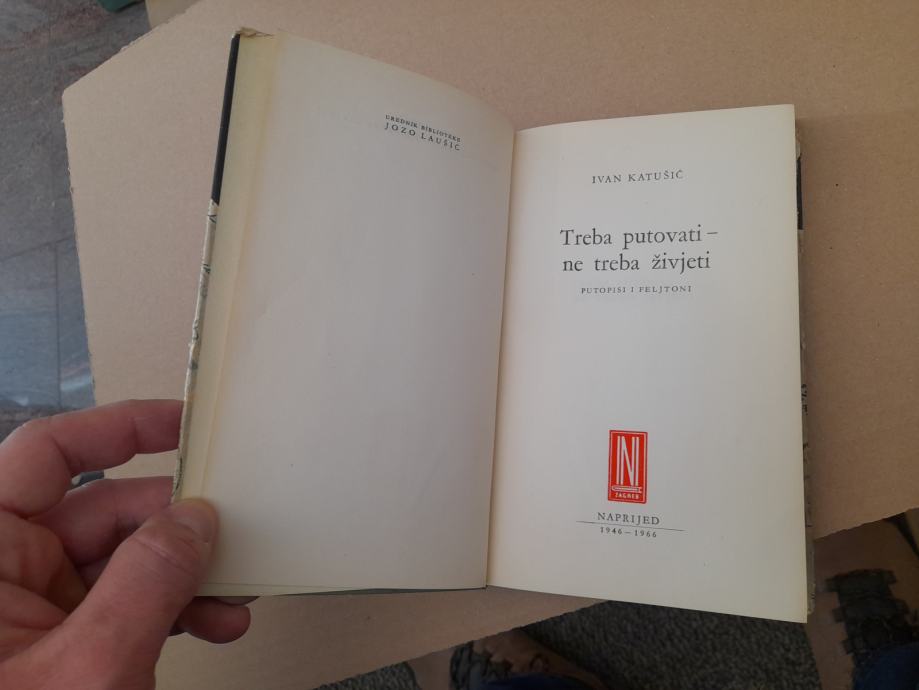 UREDNIK BIBLIOTEKE
JOZO LAUŠIĆ
IVAN KATUŠIĆ
Treba putovati –
ne treba živjeti
PUTOPISI I FELJTONI
N
ZAGREB
NAPRIJED
1946–1966